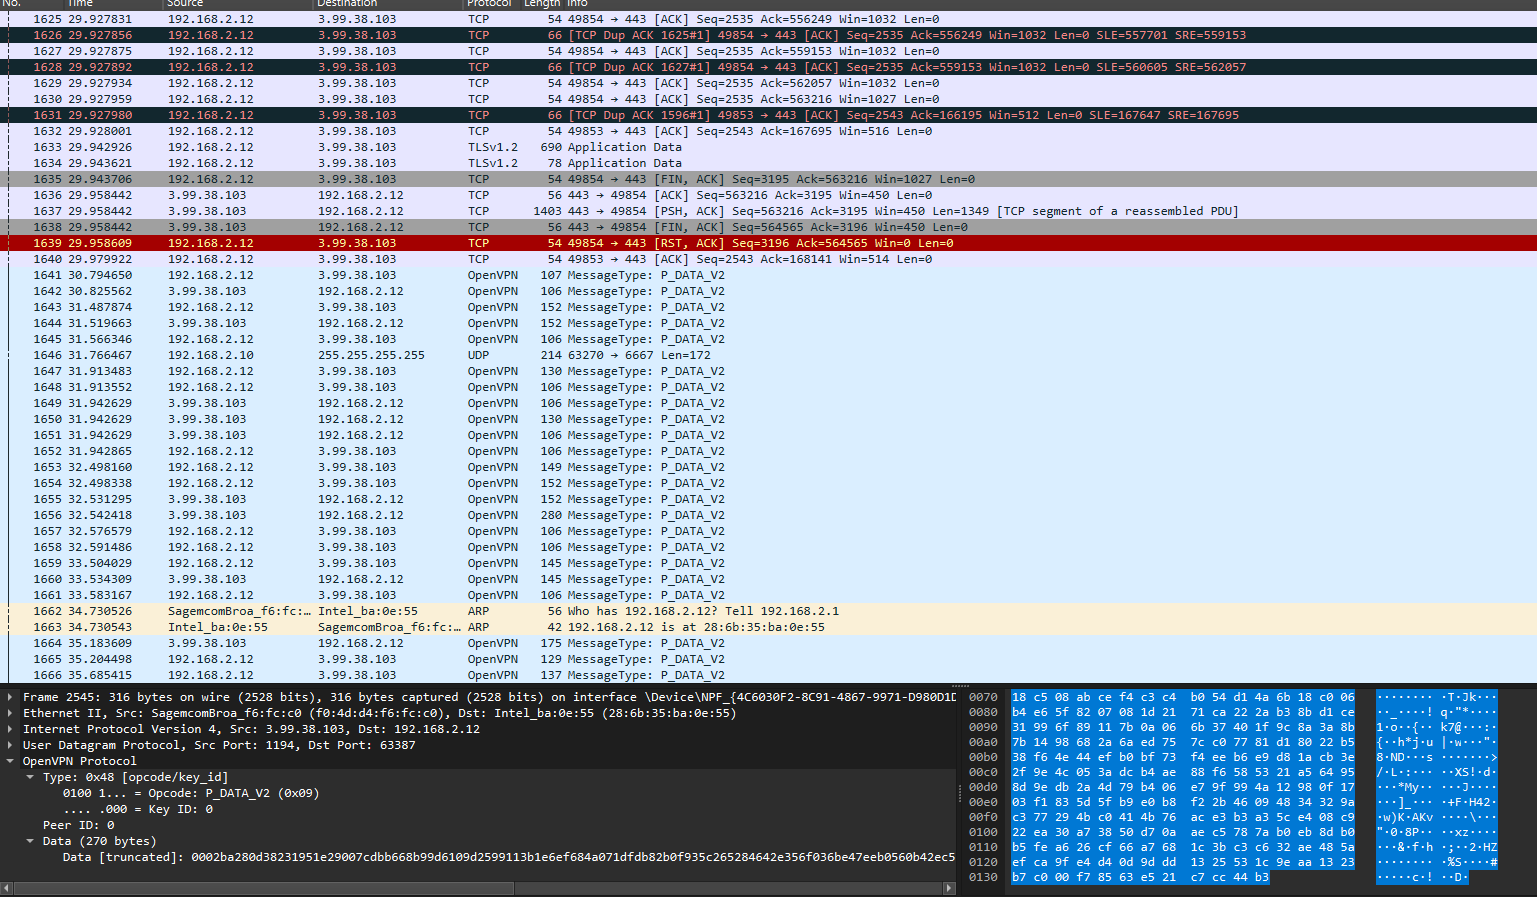 No. Time Source Destination Protocol Length Info
1625 29.927831 192.168.2.12 3.99.38.103 TCP 54 49854 → 443 [ACK] Seq=2535 Ack=556249 Win=1032 Len=0
1626 29.927856 192.168.2.12 3.99.38.103 TCP 66 [TCP Dup ACK 1625#1] 49854 → 443 [ACK] Seq=2535 Ack=556249 Win=1032 Len=0 SLE=557701 SRE=559153
1627 29.927875 192.168.2.12 3.99.38.103 TCP 54 49854 → 443 [ACK] Seq=2535 Ack=559153 Win=1032 Len=0
1628 29.927892 192.168.2.12 3.99.38.103 TCP 66 [TCP Dup ACK 1627#1] 49854 → 443 [ACK] Seq=2535 Ack=559153 Win=1032 Len=0 SLE=560605 SRE=562057
1629 29.927934 192.168.2.12 3.99.38.103 TCP 54 49854 → 443 [ACK] Seq=2535 Ack=562057 Win=1032 Len=0
1630 29.927959 192.168.2.12 3.99.38.103 TCP 54 49854 → 443 [ACK] Seq=2535 Ack=563216 Win=1027 Len=0
1631 29.927980 192.168.2.12 3.99.38.103 TCP 66 [TCP Dup ACK 1596#1] 49853 → 443 [ACK] Seq=2543 Ack=166195 Win=512 Len=0 SLE=167647 SRE=167695
1632 29.928001 192.168.2.12 3.99.38.103 TCP 54 49853 → 443 [ACK] Seq=2543 Ack=167695 Win=516 Len=0
1633 29.942926 192.168.2.12 3.99.38.103 TLSv1.2 690 Application Data
1634 29.943621 192.168.2.12 3.99.38.103 TLSv1.2 78 Application Data
1635 29.943706 192.168.2.12 3.99.38.103 TCP 54 49854 → 443 [FIN, ACK] Seq=3195 Ack=563216 Win=1027 Len=0
1636 29.958442 3.99.38.103 192.168.2.12 TCP 56 443 → 49854 [ACK] Seq=563216 Ack=3195 Win=450 Len=0
1637 29.958442 3.99.38.103 192.168.2.12 TCP 1403 443 → 49854 [PSH, ACK] Seq=563216 Ack=3195 Win=450 Len=1349 [TCP segment of a reassembled PDU]
1638 29.958442 3.99.38.103 192.168.2.12 TCP 56 443 → 49854 [FIN, ACK] Seq=564565 Ack=3195 Win=450 Len=0
1639 29.958609 192.168.2.12 3.99.38.103 TCP 54 49854 → 443 [RST, ACK] Seq=3196 Ack=564565 Win=0 Len=0
1640 29.979922 192.168.2.12 3.99.38.103 TCP 54 49853 → 443 [ACK] Seq=2543 Ack=168141 Win=514 Len=0
1641 30.794650 192.168.2.12 3.99.38.103 OpenVPN 107 MessageType: P_DATA_V2
1642 30.825562 3.99.38.103 192.168.2.12 OpenVPN 106 MessageType: P_DATA_V2
1643 31.487874 192.168.2.12 3.99.38.103 OpenVPN 152 MessageType: P_DATA_V2
1644 31.519663 3.99.38.103 192.168.2.12 OpenVPN 152 MessageType: P_DATA_V2
1645 31.566346 192.168.2.12 3.99.38.103 OpenVPN 106 MessageType: P_DATA_V2
1646 31.766467 192.168.2.10 255.255.255.255 UDP 214 63270 → 6667 Len=172
1647 31.913483 192.168.2.12 3.99.38.103 OpenVPN 130 MessageType: P_DATA_V2
1648 31.913552 192.168.2.12 3.99.38.103 OpenVPN 106 MessageType: P_DATA_V2
1649 31.942629 3.99.38.103 192.168.2.12 OpenVPN 106 MessageType: P_DATA_V2
1650 31.942629 3.99.38.103 192.168.2.12 OpenVPN 130 MessageType: P_DATA_V2
1651 31.942629 3.99.38.103 192.168.2.12 OpenVPN 106 MessageType: P_DATA_V2
1652 31.942865 192.168.2.12 3.99.38.103 OpenVPN 106 MessageType: P_DATA_V2
1653 32.498160 192.168.2.12 3.99.38.103 OpenVPN 149 MessageType: P_DATA_V2
1654 32.498338 192.168.2.12 3.99.38.103 OpenVPN 152 MessageType: P_DATA_V2
1655 32.531295 3.99.38.103 192.168.2.12 OpenVPN 152 MessageType: P_DATA_V2
1656 32.542418 3.99.38.103 192.168.2.12 OpenVPN 280 MessageType: P_DATA_V2
1657 32.576579 192.168.2.12 3.99.38.103 OpenVPN 106 MessageType: P_DATA_V2
1658 32.591486 192.168.2.12 3.99.38.103 OpenVPN 106 MessageType: P_DATA_V2
1659 33.504029 192.168.2.12 3.99.38.103 OpenVPN 145 MessageType: P_DATA_V2
1660 33.534309 3.99.38.103 192.168.2.12 OpenVPN 145 MessageType: P_DATA_V2
1661 33.583167 192.168.2.12 3.99.38.103 OpenVPN 106 MessageType: P_DATA_V2
1662 34.730526 SagemcomBroa_f6:fc:… Intel_ba:0e:55 ARP 56 Who has 192.168.2.12? Tell 192.168.2.1
1663 34.730543 Intel_ba:0e:55 SagemcomBroa_f6:fc:… ARP 42 192.168.2.12 is at 28:6b:35:ba:0e:55
1664 35.183609 3.99.38.103 192.168.2.12 OpenVPN 175 MessageType: P_DATA_V2
1665 35.204498 192.168.2.12 3.99.38.103 OpenVPN 129 MessageType: P_DATA_V2
1666 35.685415 192.168.2.12 3.99.38.103 OpenVPN 137 MessageType: P_DATA_V2
Frame 2545: 316 bytes on wire (2528 bits), 316 bytes captured (2528 bits) on interface \Device\NPF_{4C6030F2-8C91-4867-9971-D980D1D
Ethernet II, Src: SagemcomBroa_f6:fc:c0 (f0:4d:d4:f6:fc:c0), Dst: Intel_ba:0e:55 (28:6b:35:ba:0e:55)
Internet Protocol Version 4, Src: 3.99.38.103, Dst: 192.168.2.12
User Datagram Protocol, Src Port: 1194, Dst Port: 63387
OpenVPN Protocol
Type: 0x48 [opcode/key_id]
0100 1... = Opcode: P_DATA_V2 (0x09)
.... .000 = Key ID: 0
Peer ID: 0
Data (270 bytes)
Data [truncated]: 0002ba280d38231951e29007cdbb668b99d6109d2599113b1e6ef684a071dfdb82b0f935c265284642e356f036be47eeb0560b42ec5
0070 18 c5 08 ab ce f4 c3 c4 b0 54 d1 4a 6b 18 c0 06 ········ ·T·Jk···
0080 b4 e6 5f 82 07 08 1d 21 71 ca 22 2a b3 8b d1 ce ··_····! q·"*····
0090 31 99 6f 89 11 7b 0a 06 6b 37 40 1f 9c 8a 3a 8b 1·o··{·· k7@···:·
00a0 7b 14 98 68 2a 6a ed 75 7c c0 77 81 d1 80 22 b5 {··h*j·u |·w···"·
00b0 38 f6 4e 44 ef b0 bf 73 f4 ee b6 e9 d8 1a cb 3e 8·ND···s ·······>
00c0 2f 9e 4c 05 3a dc b4 ae 88 f6 58 53 21 a5 64 95 /·L·:··· ··XS!·d·
00d0 8d 9e db 2a 4d 79 b4 06 e7 9f 99 4a 12 98 0f 17 ···*My·· ···J····
00e0 03 f1 83 5d 5f b9 e0 b8 f2 2b 46 09 48 34 32 9a ···]_··· ·+F·H42·
00f0 c3 77 29 4b c0 41 4b 76 ac e3 b3 a3 5c e4 08 c9 ·w)K·AKv ····\···
0100 22 ea 30 a7 38 50 d7 0a ae c5 78 7a b0 eb 8d b0 "·0·8P·· ··xz····
0110 b5 fe a6 26 cf 66 a7 68 1c 3b c3 c6 32 ae 48 5a ···&·f·h ·;··2·HZ
0120 ef ca 9f e4 d4 0d 9d dd 13 25 53 1c 9e aa 13 23 ········ ·%S····#
0130 b7 c0 00 f7 85 63 e5 21 c7 cc 44 b3 ·····c·! ··D·